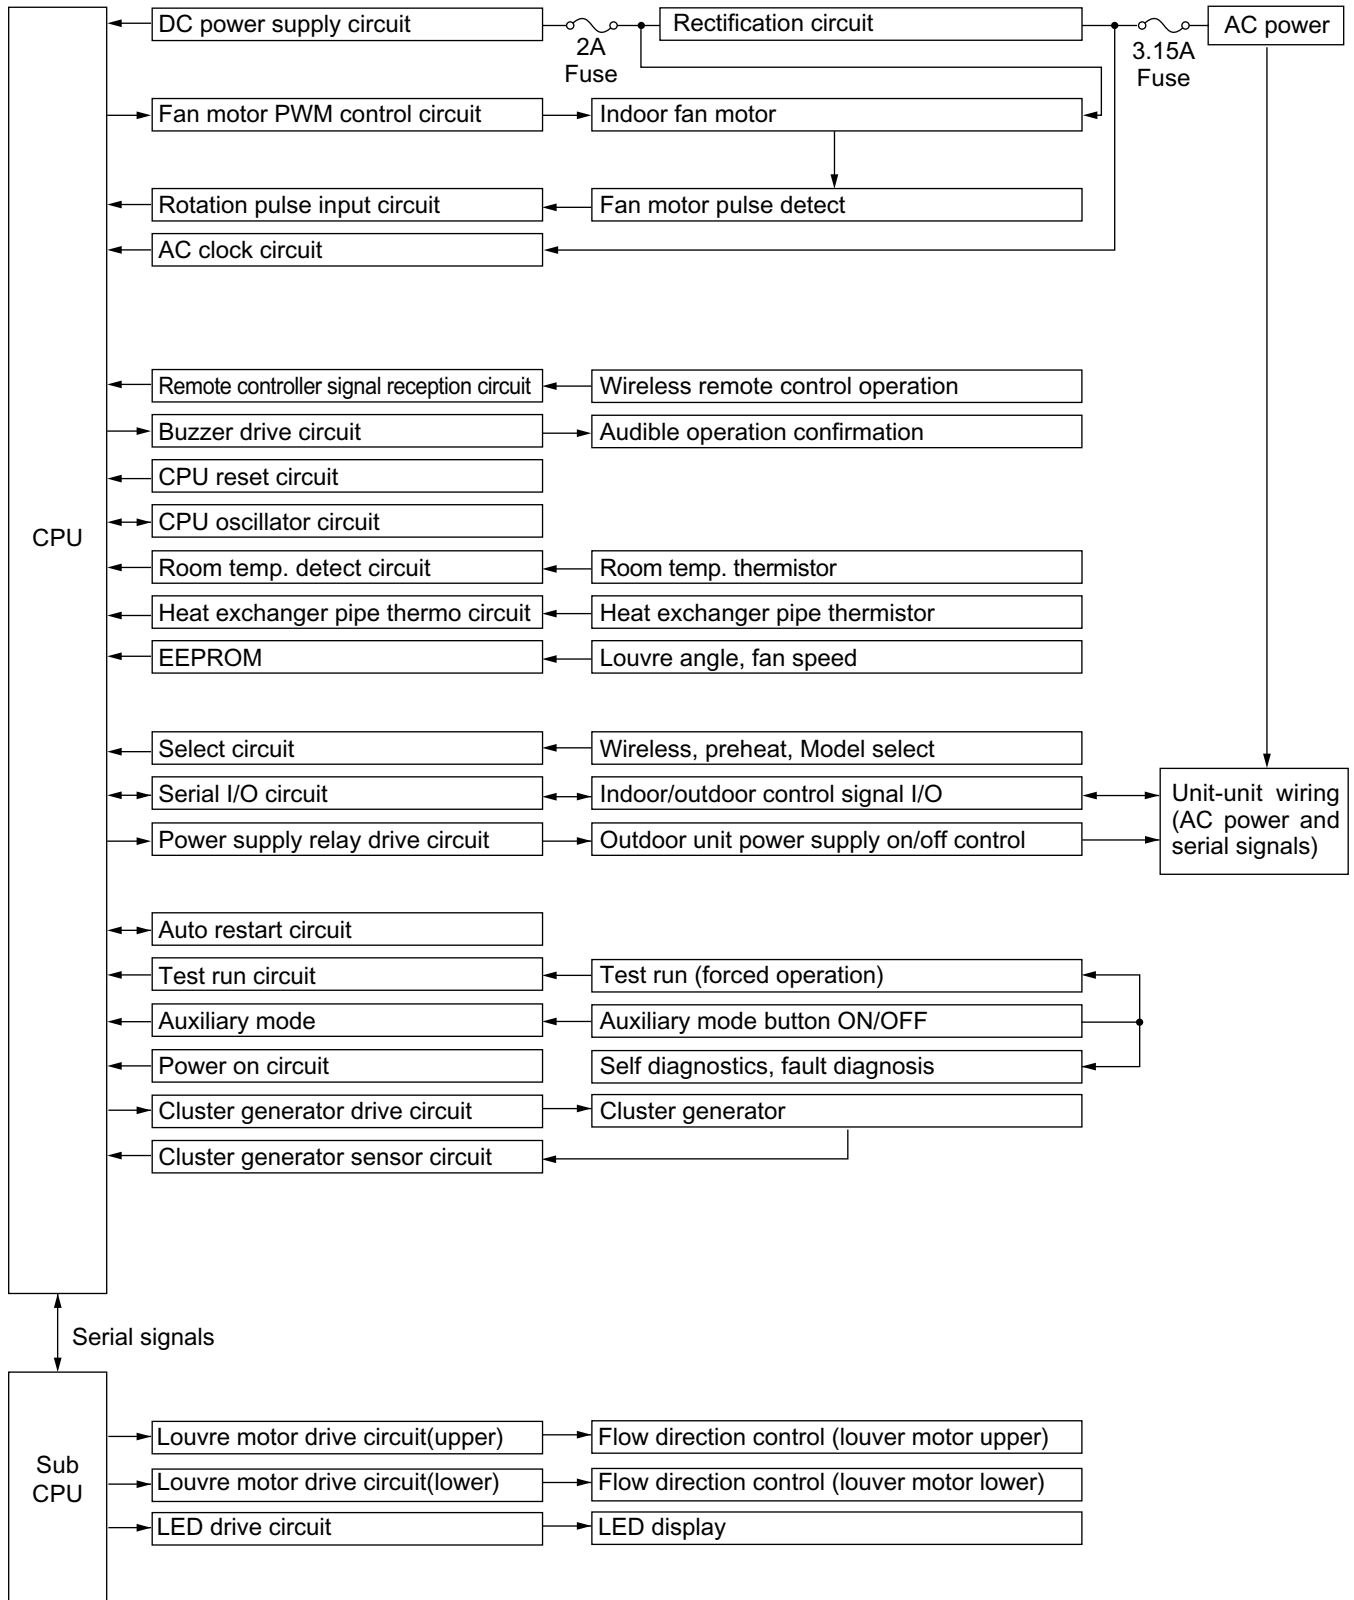 DC power supply circuit
2A
Fuse
Rectification circuit
3.15A
Fuse
AC power
Fan motor PWM control circuit
Indoor fan motor
Rotation pulse input circuit
Fan motor pulse detect
AC clock circuit
Remote controller signal reception circuit
Wireless remote control operation
Buzzer drive circuit
Audible operation confirmation
CPU reset circuit
CPU oscillator circuit
CPU
Room temp. detect circuit
Room temp. thermistor
Heat exchanger pipe thermo circuit
Heat exchanger pipe thermistor
EEPROM
Louvre angle, fan speed
Select circuit
Wireless, preheat, Model select
Serial I/O circuit
Indoor/outdoor control signal I/O
Unit-unit wiring
(AC power and
serial signals)
Power supply relay drive circuit
Outdoor unit power supply on/off control
Auto restart circuit
Test run circuit
Test run (forced operation)
Auxiliary mode
Auxiliary mode button ON/OFF
Power on circuit
Self diagnostics, fault diagnosis
Cluster generator drive circuit
Cluster generator
Cluster generator sensor circuit
Serial signals
Sub
CPU
Louvre motor drive circuit(upper)
Flow direction control (louver motor upper)
Louvre motor drive circuit(lower)
Flow direction control (louver motor lower)
LED drive circuit
LED display